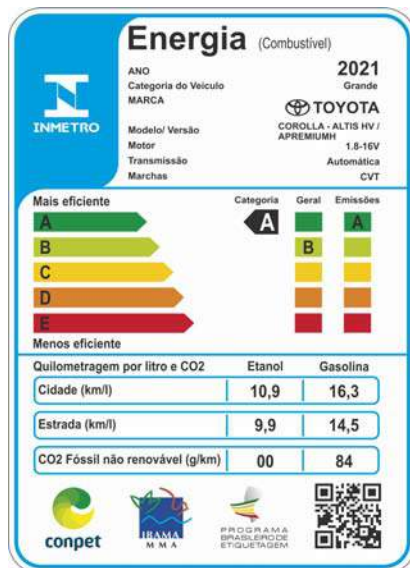 Energia (Combustível)
INMETRO
ANO 2021
Categoria do Veículo Grande
MARCA TOYOTA
Modelo/ Versão COROLLA - ALTIS HV / APREMIUMH
Motor 1.8-16V
Transmissão Automática
Marchas CVT
Mais eficiente Categoria Geral Emissões
A A A
B B
C
D
E
Menos eficiente
Quilometragem por litro e CO2 Etanol Gasolina
Cidade (km/l) 10,9 16,3
Estrada (km/l) 9,9 14,5
CO2 Fóssil não renovável (g/km) 00 84
conpet
IBAMA
M M A
PROGRAMA
BRASILEIRO DE
ETIQUETAGEM